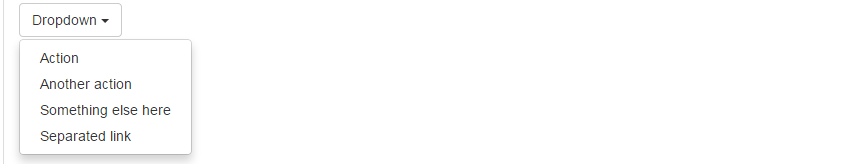 Dropdown
Action
Another action
Something else here
Separated link